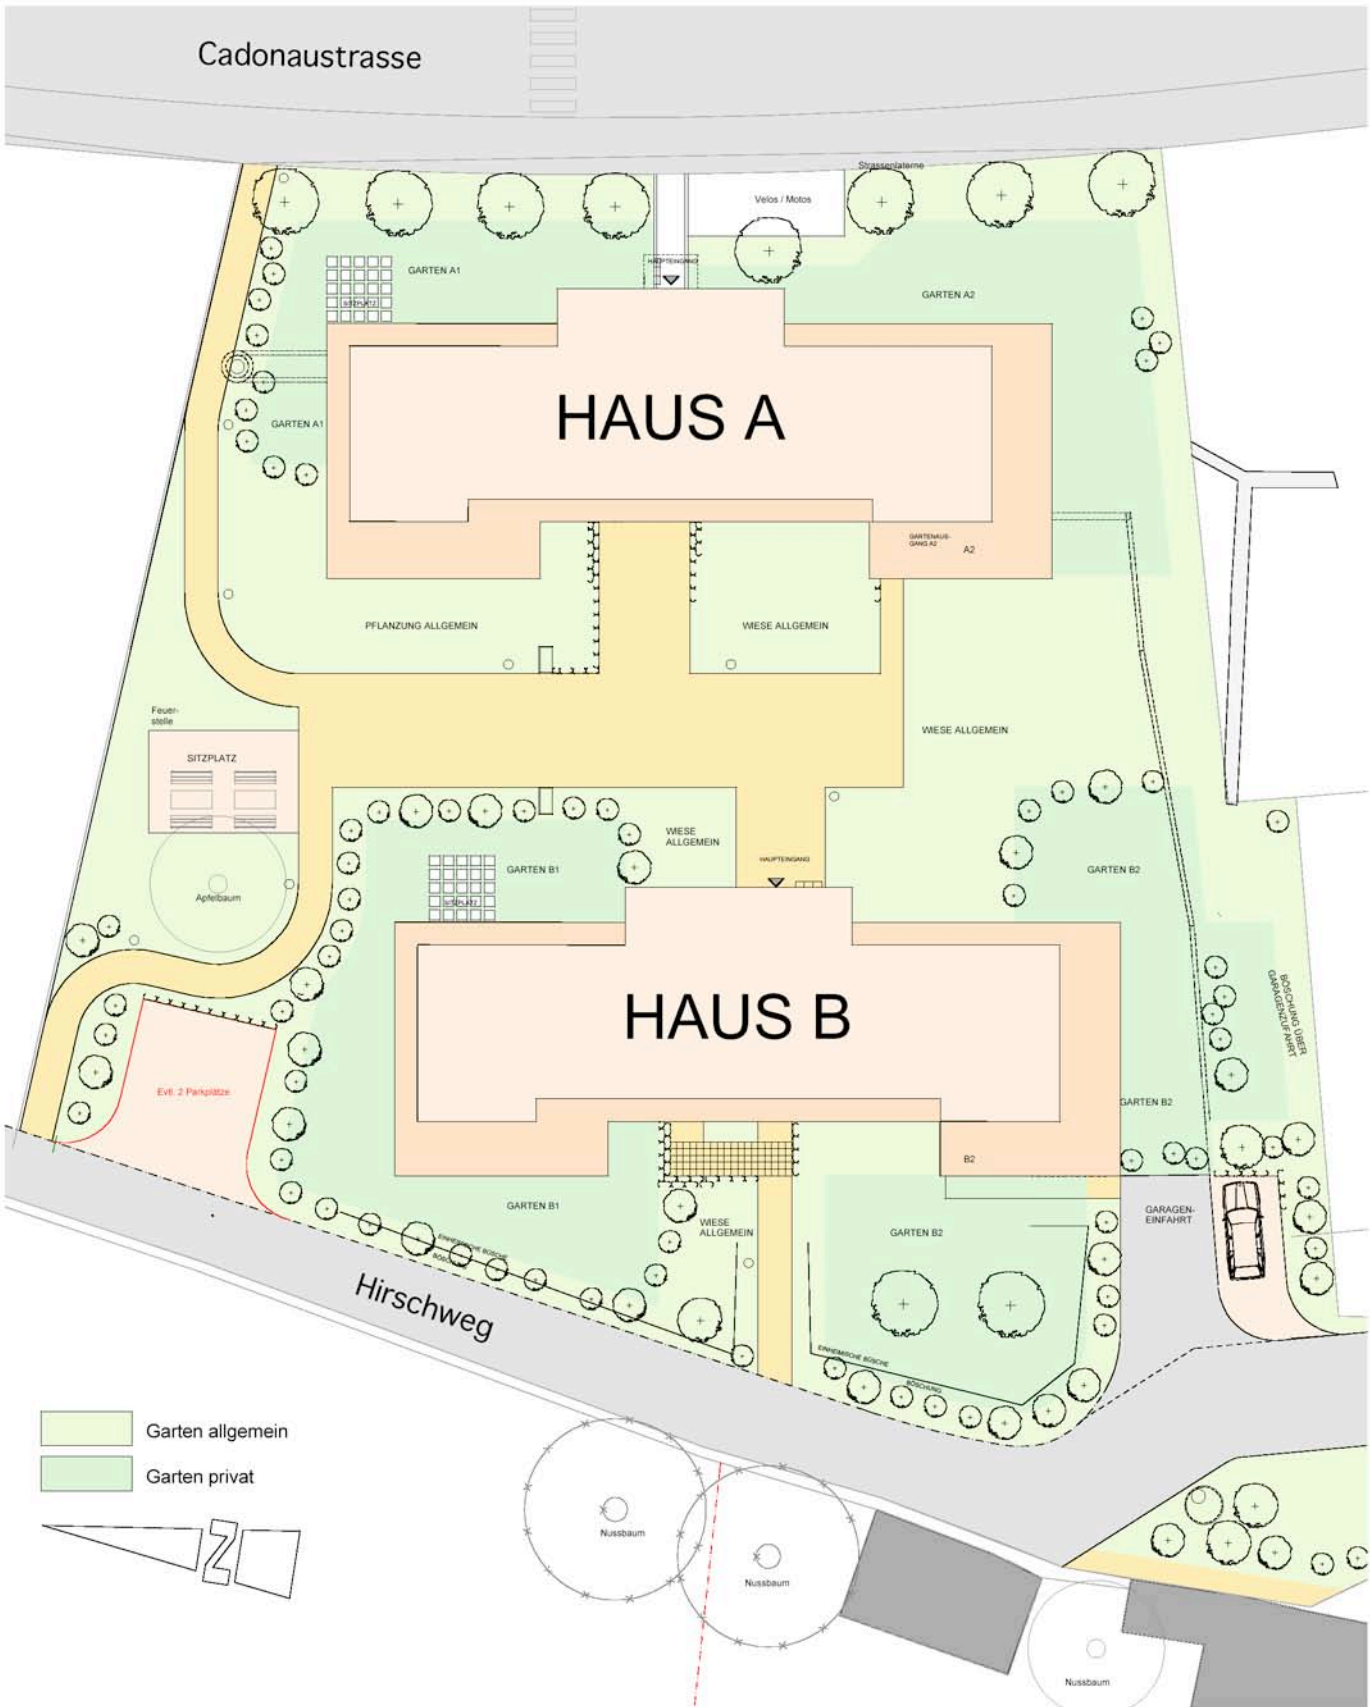 Cadonaustrasse
Strassenlaterne
Velos / Motos
HAUPTEINGANG
GARTEN A1
GARTEN A2
SITZPLATZ
HAUS A
GARTEN A1
GARTENAUS-
GANG A2
A2
PFLANZUNG ALLGEMEIN
WIESE ALLGEMEIN
Feuer-
stelle
WIESE ALLGEMEIN
SITZPLATZ
WIESE
ALLGEMEIN
HAUPTEINGANG
GARTEN B1
GARTEN B2
Apfelbaum
SITZPLATZ
BÖSCHUNG ÜBER
GARAGENZUFAHRT
HAUS B
Evtl. 2 Parkplätze
GARTEN B2
B2
GARTEN B1
WIESE
ALLGEMEIN
GARTEN B2
GARAGEN-
EINFAHRT
EINHEIMISCHE BÜSCHE
BÖSCHUNG
Hirschweg
EINHEIMISCHE BÜSCHE
BÖSCHUNG
Garten allgemein
Garten privat
N
Nussbaum
Nussbaum
Nussbaum